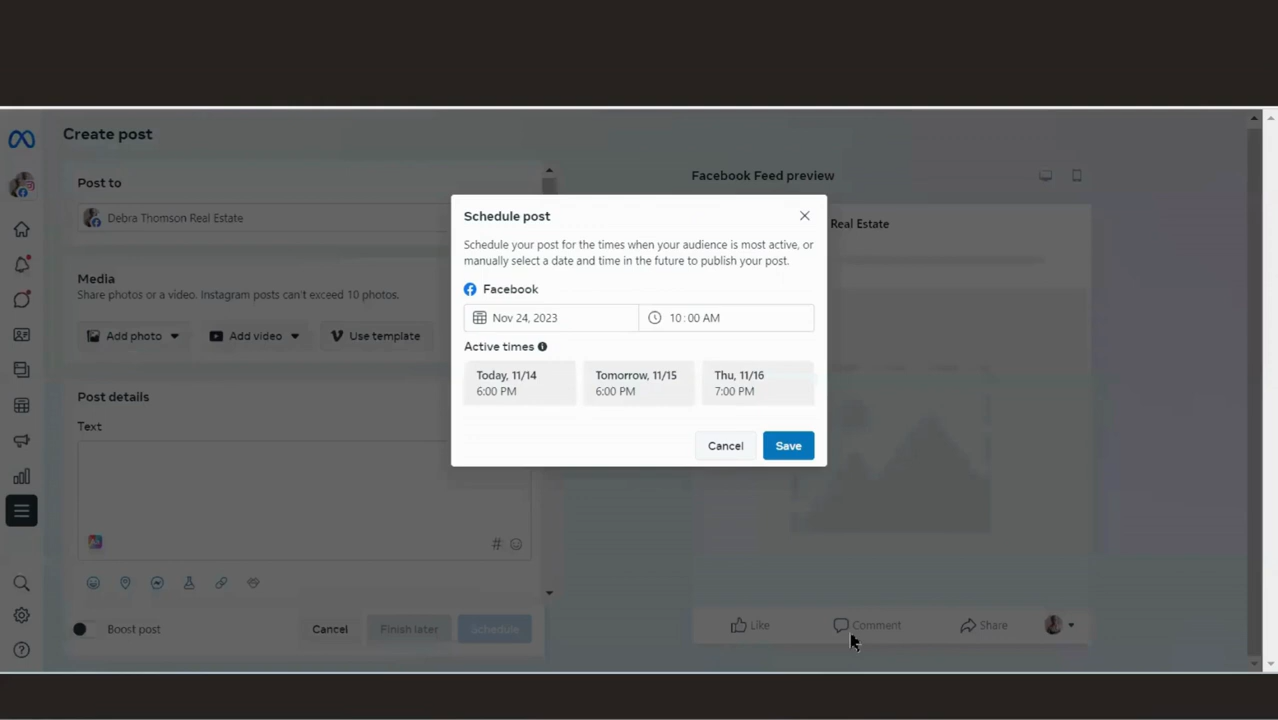 Create post
Post to
Debra Thomson Real Estate
Media
Share photos or a video. Instagram posts can't exceed 10 photos.
Add photo
Add video
Use template
Post details
Text
#
Boost post
Cancel
Finish later
Schedule
Facebook Feed preview
Real Estate
Schedule post
Schedule your post for the times when your audience is most active, or
manually select a date and time in the future to publish your post.
Facebook
Nov 24, 2023
10:00 AM
Active times
Today, 11/14
6:00 PM
Tomorrow, 11/15
6:00 PM
Thu, 11/16
7:00 PM
Cancel
Save
Like
Comment
Share